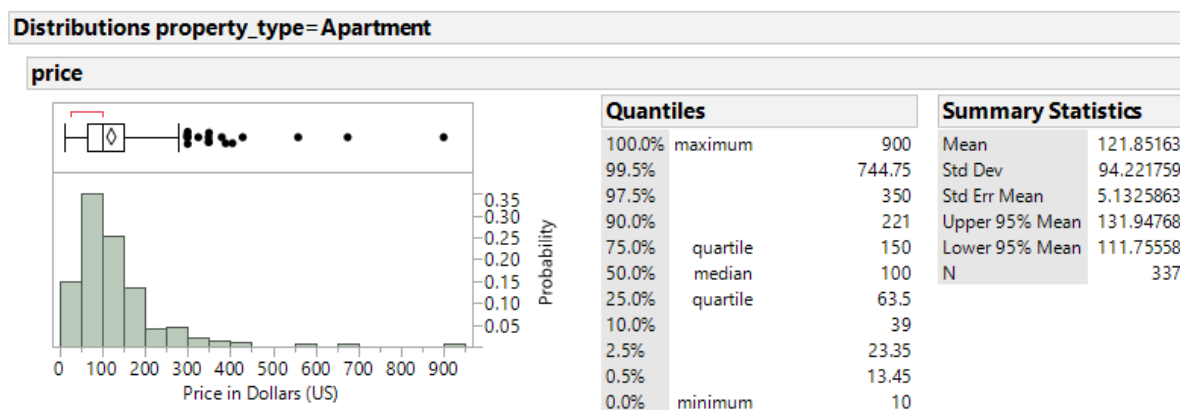 Distributions property_type=Apartment
price
0.35
0.30
0.25
0.20
0.15
0.10
0.05
Probability
0 100 200 300 400 500 600 700 800 900
Price in Dollars (US)
Quantiles
100.0% maximum 900
99.5% 744.75
97.5% 350
90.0% 221
75.0% quartile 150
50.0% median 100
25.0% quartile 63.5
10.0% 39
2.5% 23.35
0.5% 13.45
0.0% minimum 10
Summary Statistics
Mean 121.85163
Std Dev 94.221759
Std Err Mean 5.1325863
Upper 95% Mean 131.94768
Lower 95% Mean 111.75558
N 337